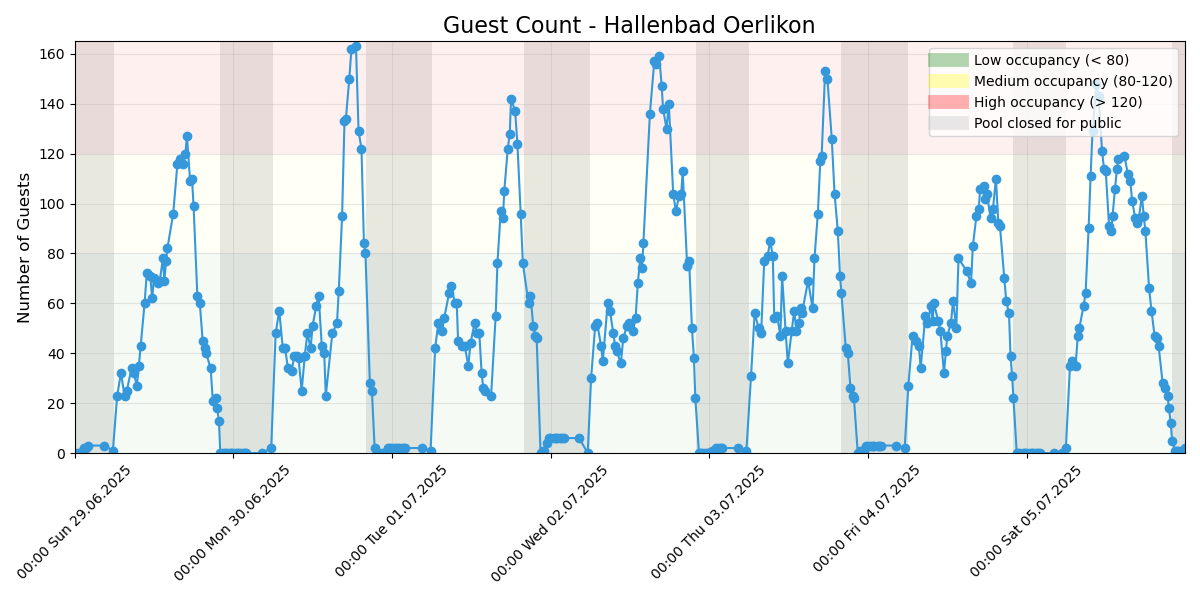 Guest Count - Hallenbad Oerlikon
Number of Guests
160
140
120
100
80
60
40
20
0
Low occupancy (< 80)
Medium occupancy (80-120)
High occupancy (> 120)
Pool closed for public
00:00 Sun 29.06.2025
00:00 Mon 30.06.2025
00:00 Tue 01.07.2025
00:00 Wed 02.07.2025
00:00 Thu 03.07.2025
00:00 Fri 04.07.2025
00:00 Sat 05.07.2025